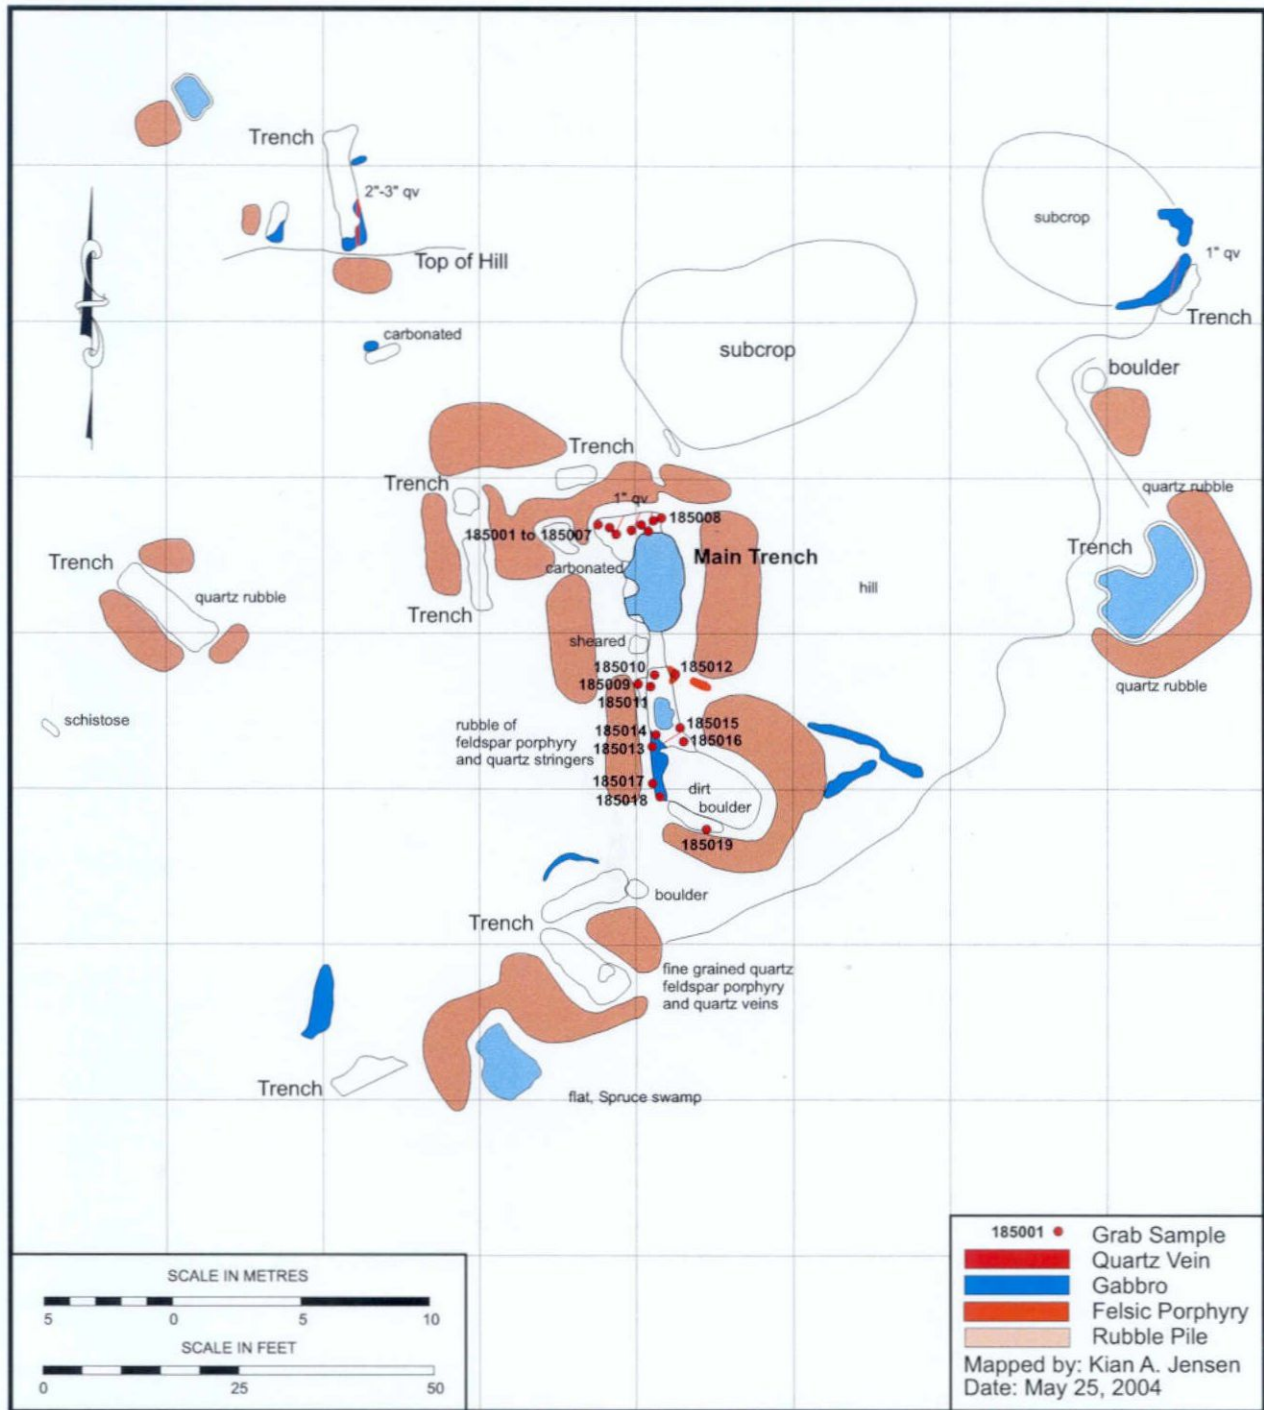 Trench
2"-3" qv
subcrop
1" qv
Top of Hill
Trench
carbonated
subcrop
boulder
Trench
Trench
quartz rubble
1" qv
185008
185001 to 185007
Main Trench
Trench
Trench
carbonated
hill
quartz rubble
Trench
sheared
185010
185012
185009
quartz rubble
185011
schistose
rubble of
feldspar porphyry
and quartz stringers
185014
185015
185013
185016
185017
dirt
185018
boulder
185019
boulder
Trench
fine grained quartz
feldspar porphyry
and quartz veins
Trench
flat, Spruce swamp
SCALE IN METRES
5 0 5 10
SCALE IN FEET
0 25 50
185001 Grab Sample
Quartz Vein
Gabbro
Felsic Porphyry
Rubble Pile
Mapped by: Kian A. Jensen
Date: May 25, 2004